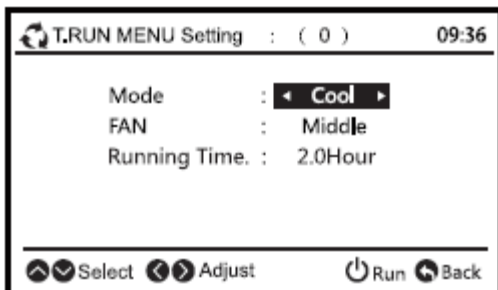 T.RUN MENU Setting : ( 0 ) 09:36
Mode : Cool
FAN : Middle
Running Time. : 2.0Hour
Select Adjust Run Back